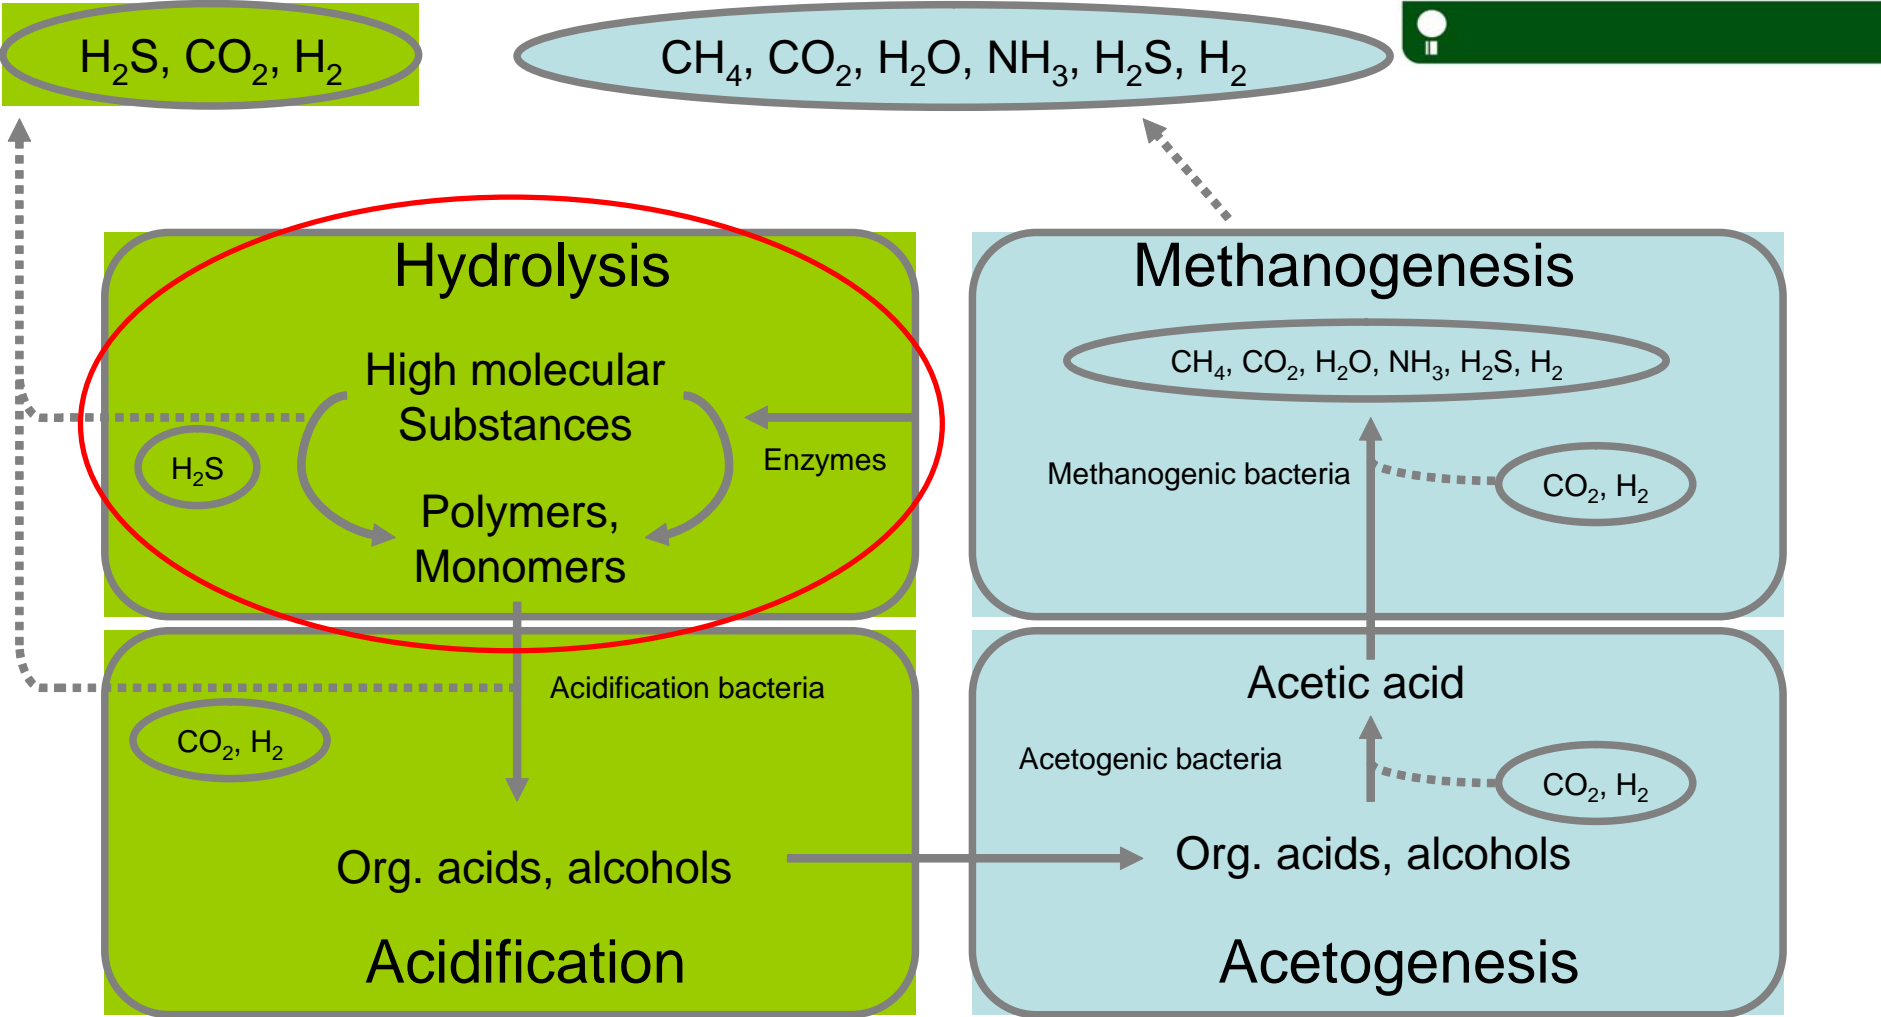 H₂S, CO₂, H₂
CH₄, CO₂, H₂O, NH₃, H₂S, H₂
Hydrolysis
High molecular
Substances
Enzymes
H₂S
Polymers,
Monomers
Acidification bacteria
CO₂, H₂
Org. acids, alcohols
Acidification
Methanogenesis
CH₄, CO₂, H₂O, NH₃, H₂S, H₂
Methanogenic bacteria
CO₂, H₂
Acetic acid
Acetogenic bacteria
CO₂, H₂
Org. acids, alcohols
Acetogenesis